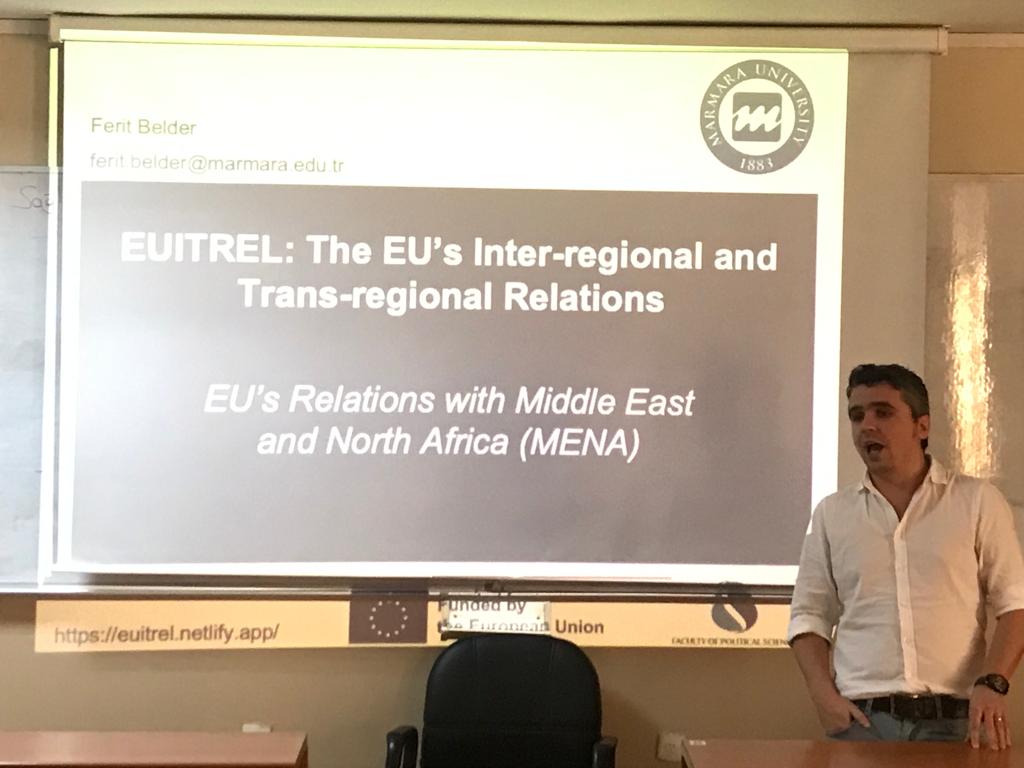 Ferit Belder
ferit.belder@marmara.edu.tr
MARMARA UNIVERSITY
m
1883
EUITREL: The EU's Inter-regional and
Trans-regional Relations
EU's Relations with Middle East
and North Africa (MENA)
https://euitrel.netlify.app/
Funded by
the European Union
FACULTY OF POLITICAL